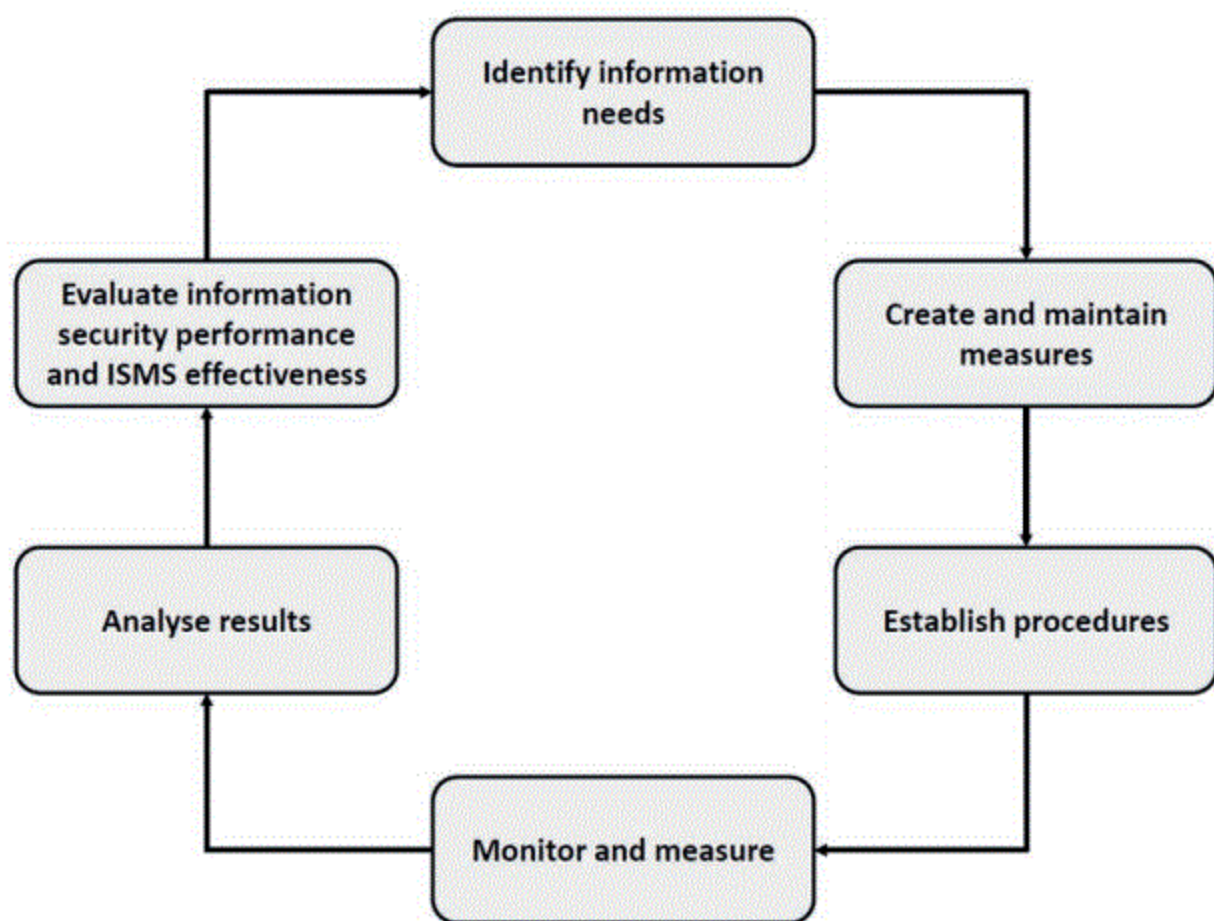 Identify information
needs
Create and maintain
measures
Establish procedures
Monitor and measure
Analyse results
Evaluate information
security performance
and ISMS effectiveness